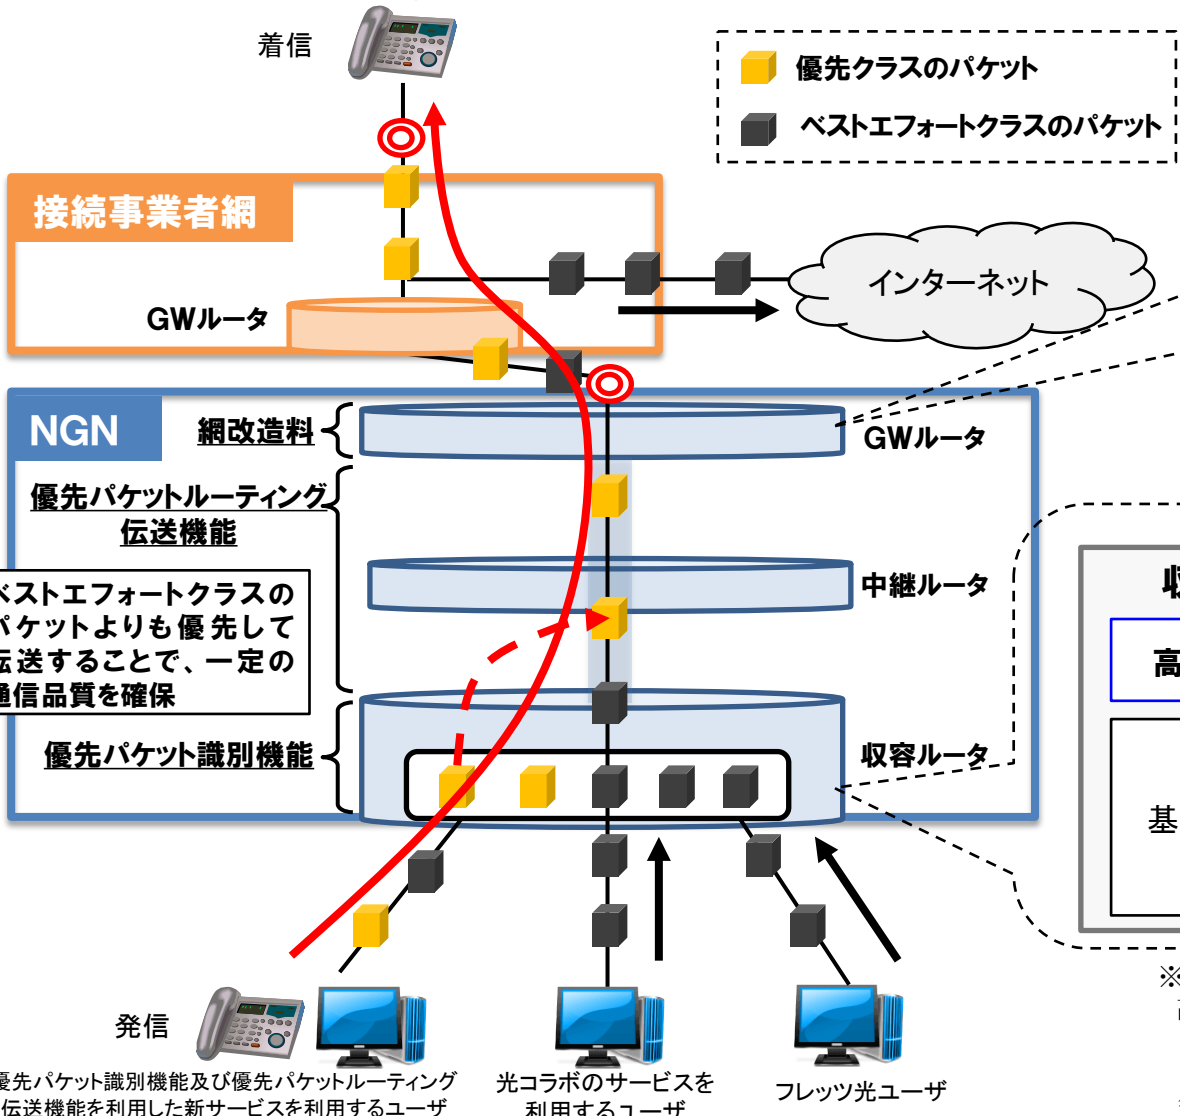 着信
優先クラスのパケット
ベストエフォートクラスのパケット
接続事業者網
インターネット
GWルータ
NGN
網改造料
GWルータ
優先パケットルーティング
伝送機能
中継ルータ
ベストエフォートクラスの
パケットよりも優先して
転送することで、一定の
通信品質を確保
高
優先パケット識別機能
収容ルータ
基
※
発信
優先パケット識別機能及び優先パケットルーティング
伝送機能を利用した新サービスを利用するユーザ
光コラボのサービスを
利用するユーザ
フレッツ光ユーザ